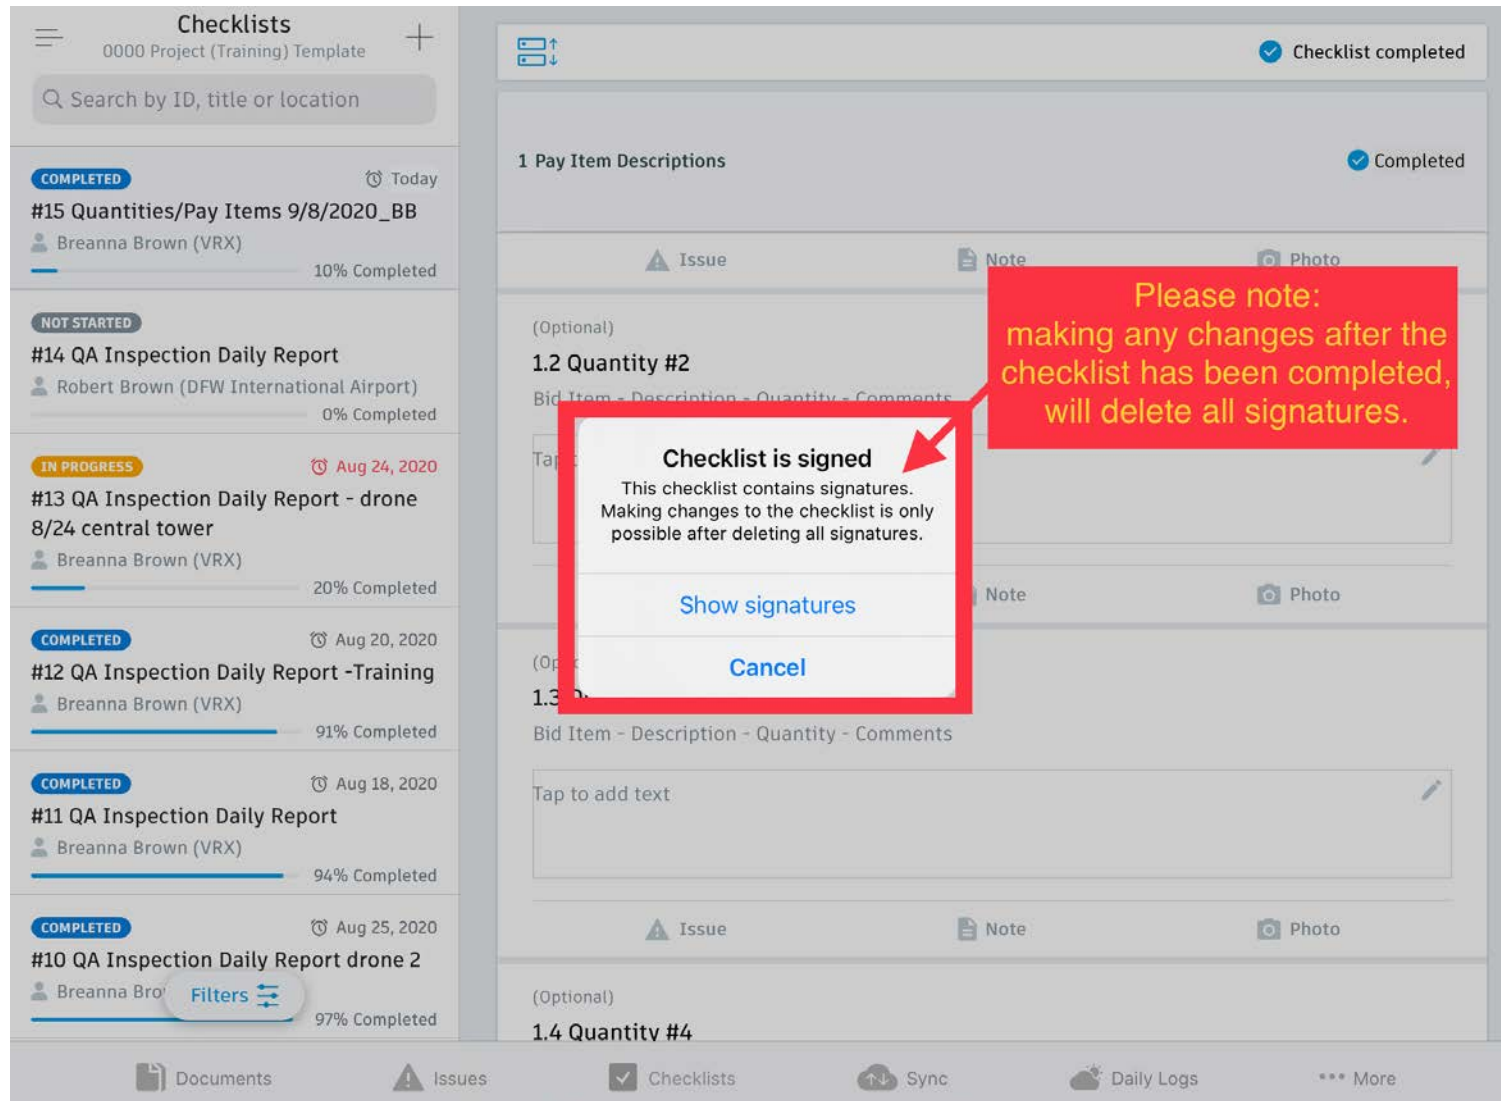 Checklists
0000 Project (Training) Template
Search by ID, title or location
COMPLETED
Today
#15 Quantities/Pay Items 9/8/2020_BB
Breanna Brown (VRX)
10% Completed
NOT STARTED
#14 QA Inspection Daily Report
Robert Brown (DFW International Airport)
0% Completed
IN PROGRESS
Aug 24, 2020
#13 QA Inspection Daily Report - drone
8/24 central tower
Breanna Brown (VRX)
20% Completed
COMPLETED
Aug 20, 2020
#12 QA Inspection Daily Report -Training
Breanna Brown (VRX)
91% Completed
COMPLETED
Aug 18, 2020
#11 QA Inspection Daily Report
Breanna Brown (VRX)
94% Completed
COMPLETED
Aug 25, 2020
#10 QA Inspection Daily Report drone 2
Breanna
Filters
97% Completed
Checklist completed
1 Pay Item Descriptions
Completed
Issue
Note
Photo
Please note:
making any changes after the
checklist has been completed,
will delete all signatures.
(Optional)
1.2 Quantity #2
Bid Item - Description - Quantity - Comments
Checklist is signed
This checklist contains signatures.
Making changes to the checklist is only
possible after deleting all signatures.
Show signatures
Cancel
Note
Photo
1.3
Bid Item - Description - Quantity - Comments
Tap to add text
Issue
Note
Photo
(Optional)
1.4 Quantity #4
Documents
Issues
Checklists
Sync
Daily Logs
More